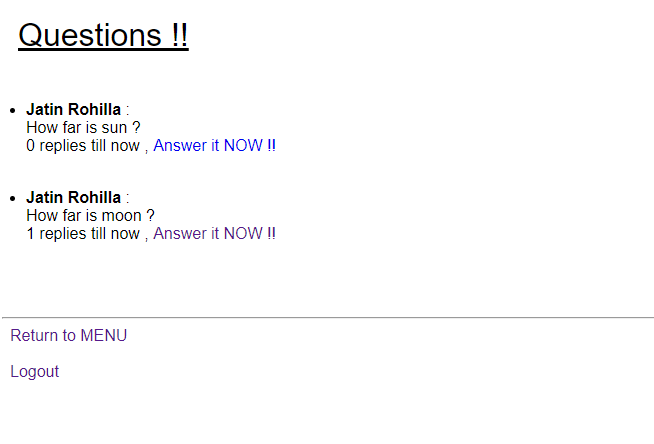 Questions !!
Jatin Rohilla :
How far is sun ?
0 replies till now , Answer it NOW !!
Jatin Rohilla :
How far is moon ?
1 replies till now , Answer it NOW !!
Return to MENU
Logout